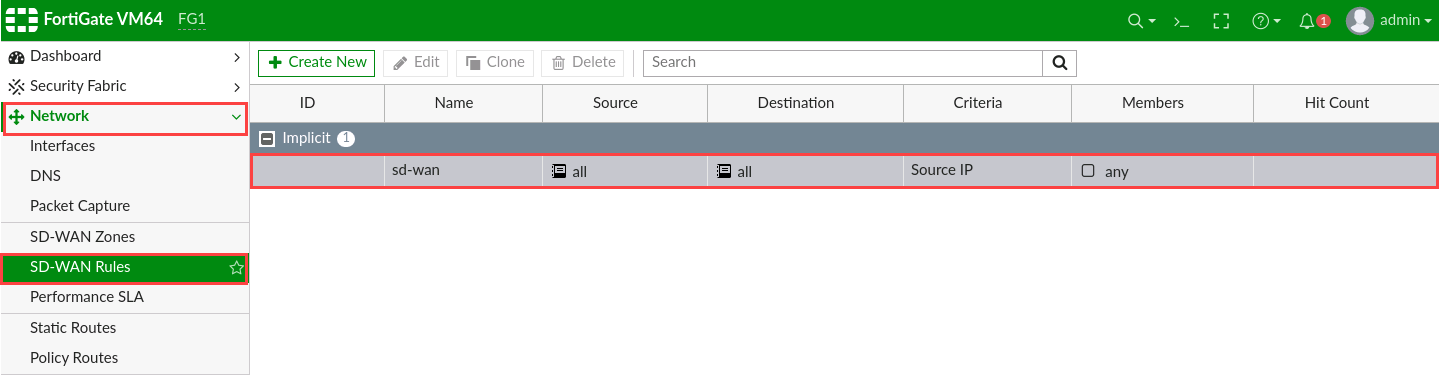 FortiGate VM64 FG1 1 admin
Dashboard
Security Fabric
Network
Interfaces
DNS
Packet Capture
SD-WAN Zones
SD-WAN Rules
Performance SLA
Static Routes
Policy Routes
Create New Edit Clone Delete Search
ID Name Source Destination Criteria Members Hit Count
Implicit 1
sd-wan all all Source IP any